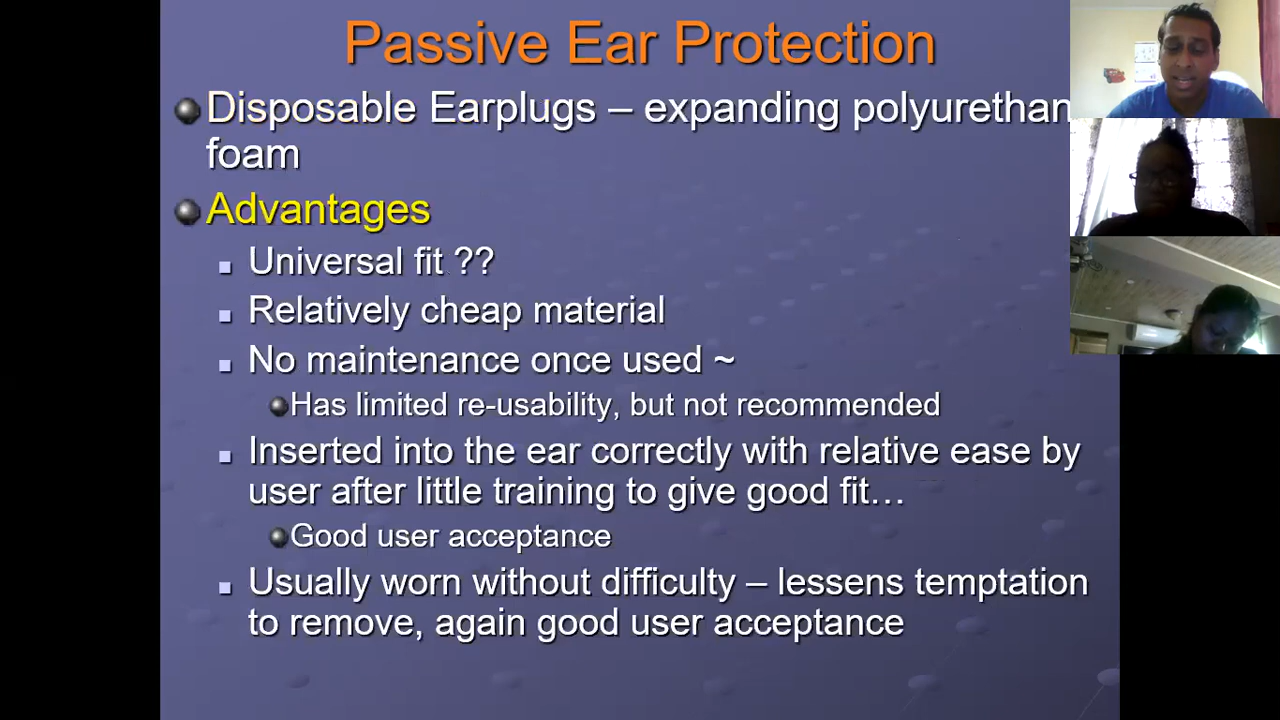 Passive Ear Protection
Disposable Earplugs – expanding polyurethan
foam
Advantages
Universal fit ??
Relatively cheap material
No maintenance once used ~
Has limited re-usability, but not recommended
Inserted into the ear correctly with relative ease by
user after little training to give good fit…
Good user acceptance
Usually worn without difficulty – lessens temptation
to remove, again good user acceptance